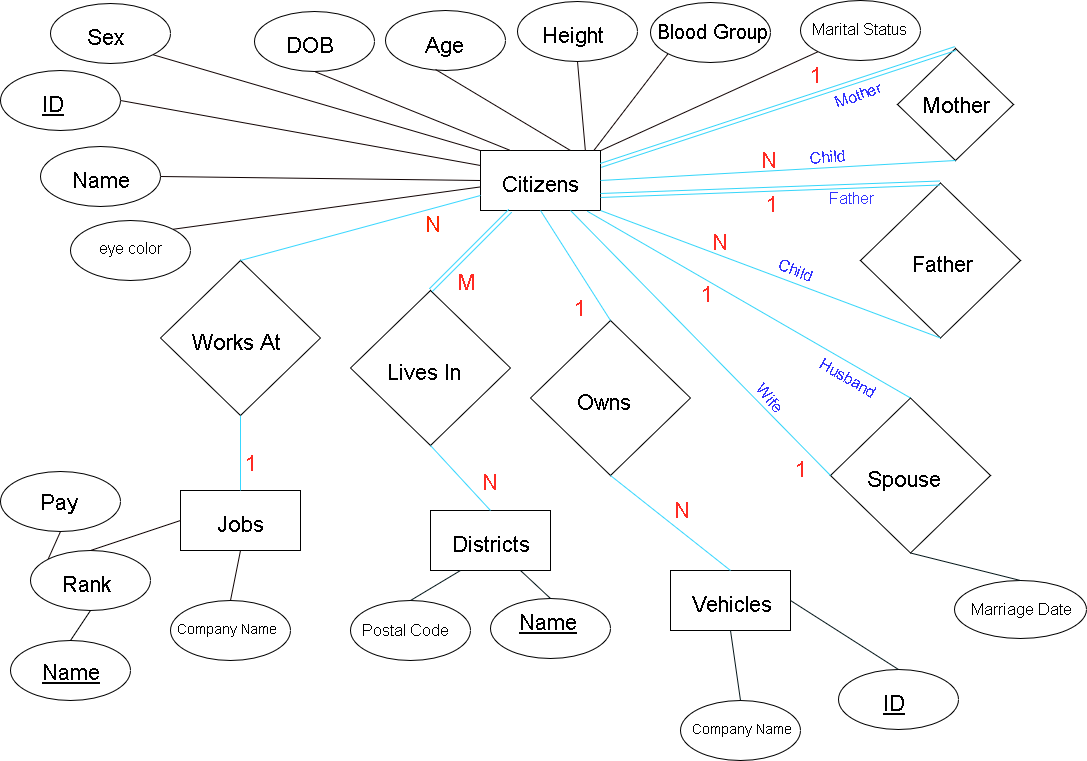 Sex
DOB
Age
Height
Blood Group
Marital Status
1
Mother
Mother
ID
N
Child
Name
Citizens
1
Father
eye color
N
N
Child
Father
M
1
1
Works At
Lives In
Owns
Husband
Wife
1
N
1
Spouse
Pay
Jobs
N
Districts
Rank
Vehicles
Marriage Date
Company Name
Postal Code
Name
Name
ID
Company Name